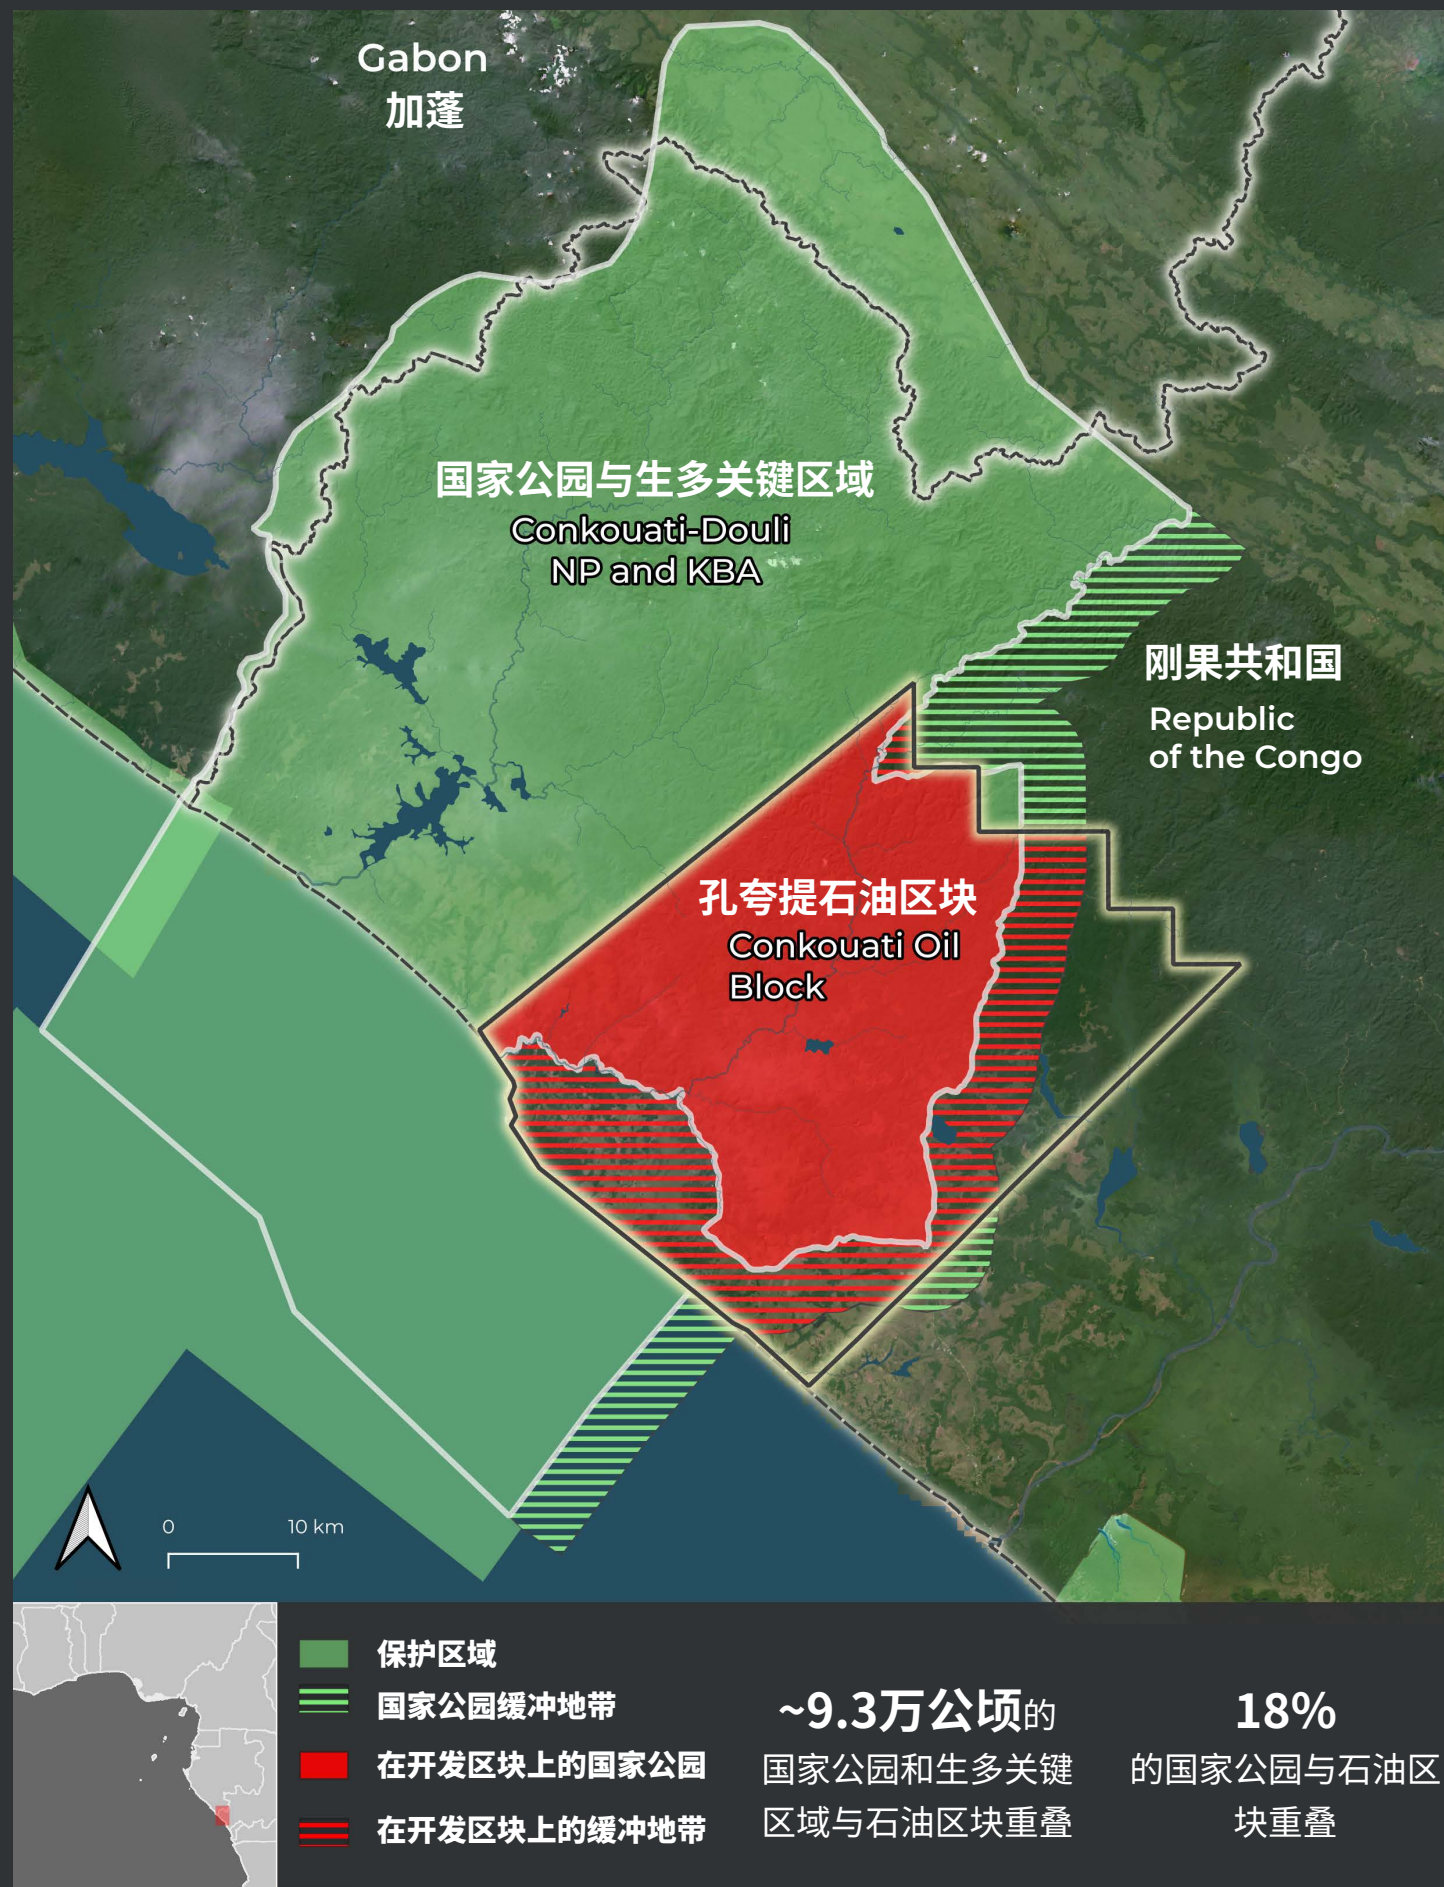 Gabon
加蓬
国家公园与生多关键区域
Conkouati-Douli
NP and KBA
刚果共和国
Republic
of the Congo
孔夸提石油区块
Conkouati Oil
Block
0 10 km
保护区域
国家公园缓冲地带
在开发区块上的国家公园
在开发区块上的缓冲地带
~9.3万公顷的
国家公园和生多关键
区域与石油区块重叠
18%
的国家公园与石油区
块重叠